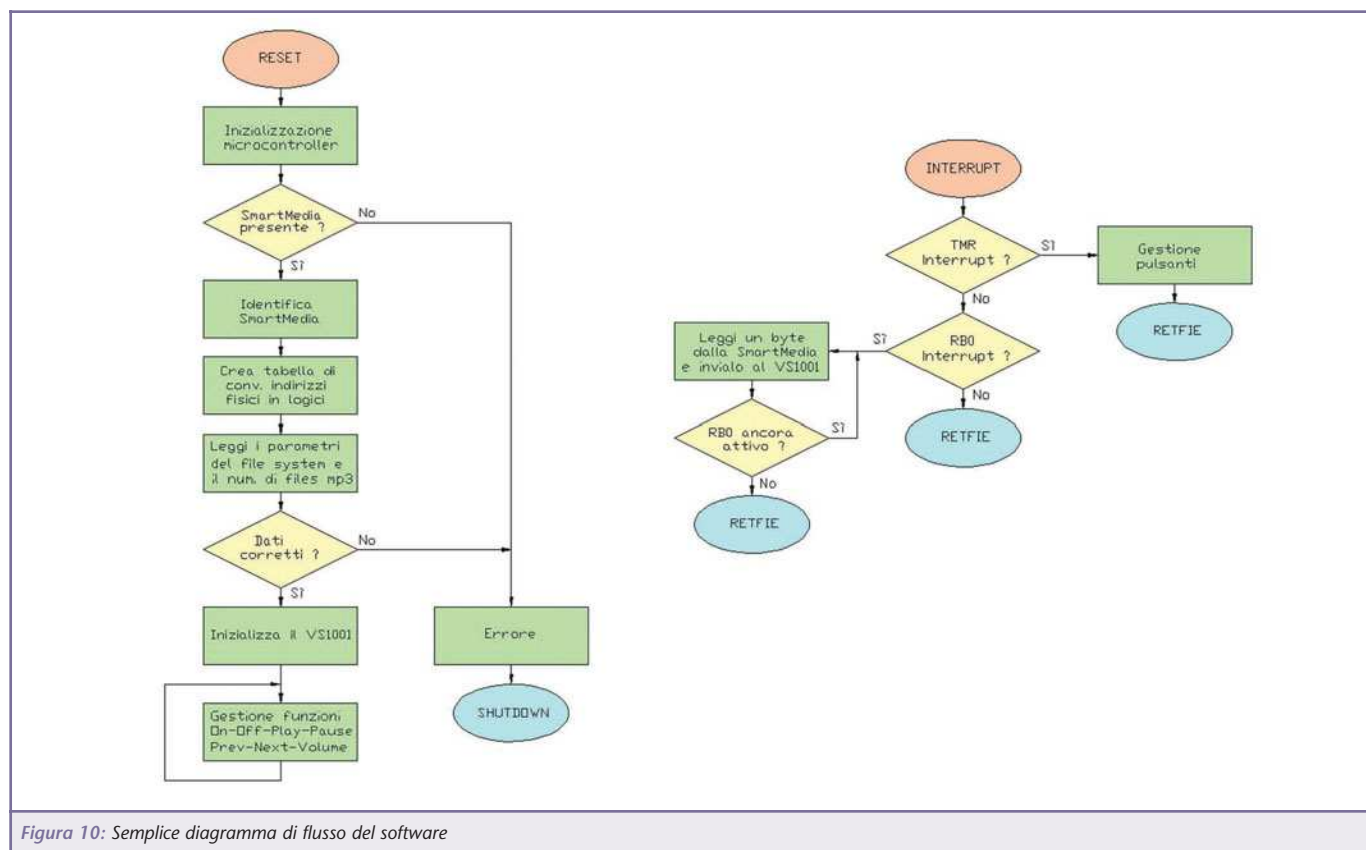 RESET
Inizializzazione
microcontroller
SmartMedia
presente ?
No
Sì
Identifica
SmartMedia
Crea tabella di
conv. indirizzi
fisici in logici
Leggi i parametri
del file system e
il num. di files mp3
Dati
corretti ?
No
Sì
Inizializza il VS1001
Gestione funzioni
On-Off-Play-Pause
Prev-Next-Volume
Errore
SHUTDOWN
INTERRUPT
TMR
Interrupt ?
Sì
Gestione
pulsanti
RETFIE
No
RB0
Interrupt ?
Sì
Leggi un byte
dalla SmartMedia
e invialo al VS1001
RB0 ancora
attivo ?
Sì
No
RETFIE
No
RETFIE
Figura 10: Semplice diagramma di flusso del software